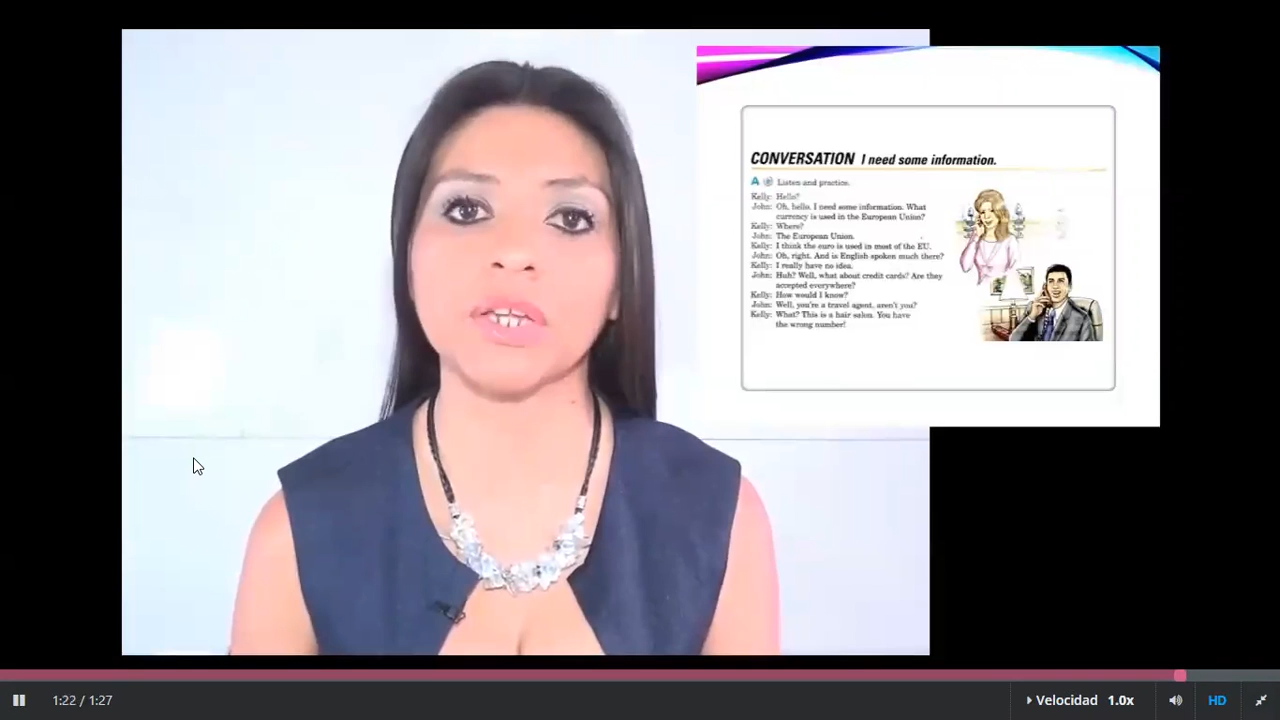 CONVERSATION I need some information.
A Listen and practice.
Kelly: Hello?
John: Oh, hello. I need some information. What
currency is used in the European Union?
Kelly: Where?
John: The European Union.
Kelly: I think the euro is used in most of the EU.
John: Oh, right. And is English spoken much there?
Kelly: I really have no idea.
John: Huh? Well, what about credit cards? Are they
accepted everywhere?
Kelly: How would I know?
John: Well, you're a travel agent, aren't you?
Kelly: What? This is a hair salon. You have
the wrong number!
1:22 / 1:27
Velocidad 1.0x
HD